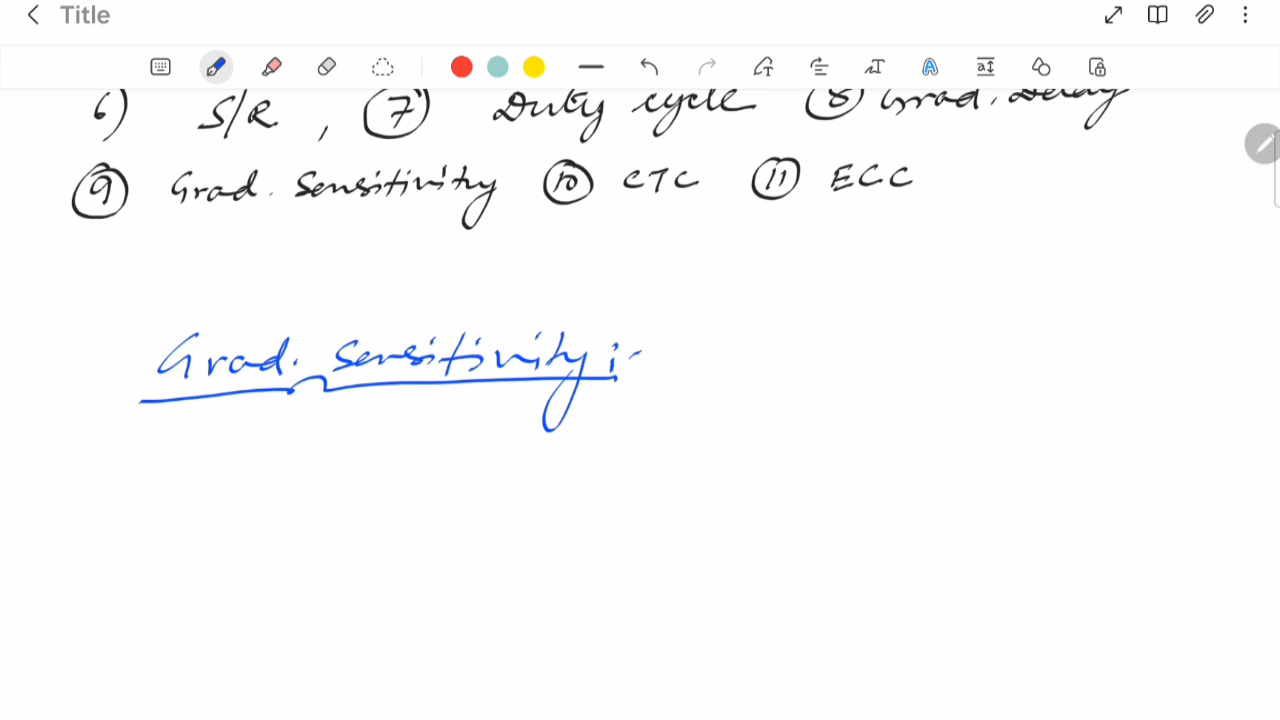 Title
6) S/R , (7) Duty cycle (8) Grad. Delay
(9) Grad. Sensitivity (10) CTC (11) ECC
Grad. Sensitivity :-